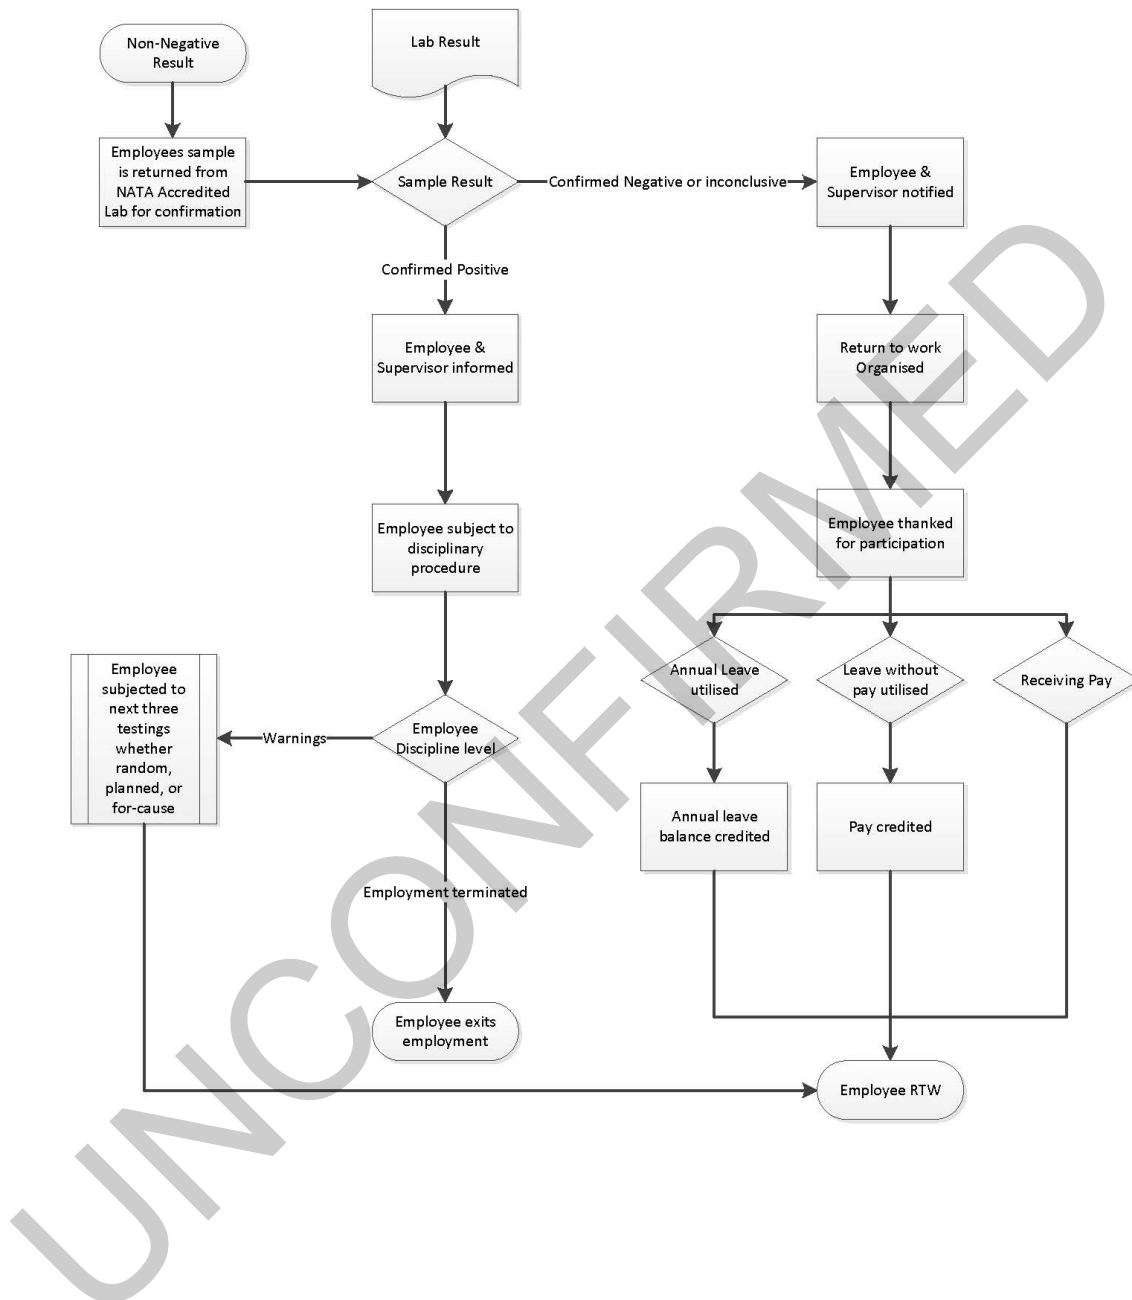 Non-Negative
Result
Lab Result
Employees sample
is returned from
NATA Accredited
Lab for confirmation
Sample Result
Confirmed Negative or inconclusive
Employee &
Supervisor notified
Confirmed Positive
Employee &
Supervisor informed
Return to work
Organised
Employee subject to
disciplinary
procedure
Employee thanked
for participation
Employee
subjected to
next three
testings
whether
random,
planned, or
for-cause
Warnings
Employee
Discipline level
Annual Leave
utilised
Leave without
pay utilised
Receiving Pay
Annual leave
balance credited
Pay credited
Employment terminated
Employee exits
employment
Employee RTW
UNCONFIRMED